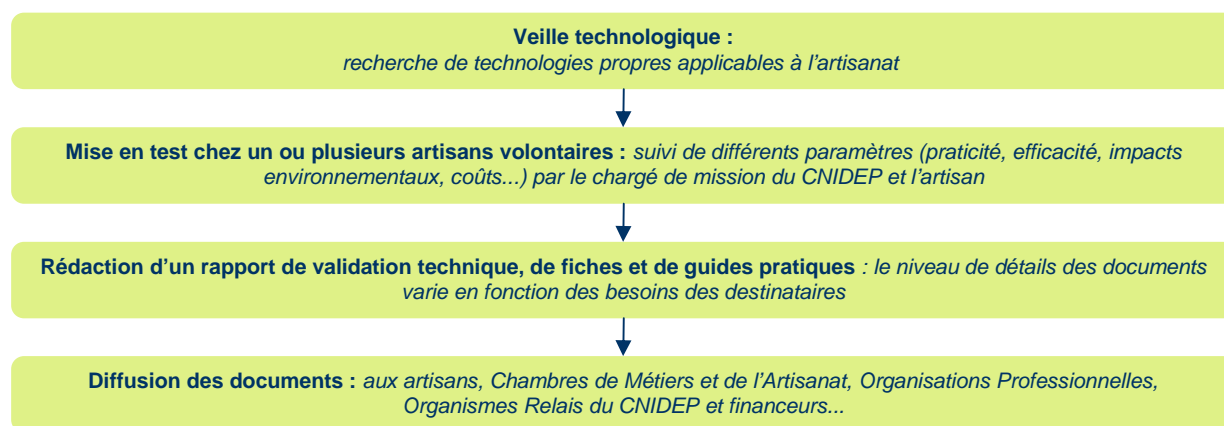 Veille technologique :
recherche de technologies propres applicables à l’artisanat
Mise en test chez un ou plusieurs artisans volontaires : suivi de différents paramètres (praticité, efficacité, impacts
environnementaux, coûts...) par le chargé de mission du CNIDEP et l’artisan
Rédaction d’un rapport de validation technique, de fiches et de guides pratiques : le niveau de détails des documents
varie en fonction des besoins des destinataires
Diffusion des documents : aux artisans, Chambres de Métiers et de l’Artisanat, Organisations Professionnelles,
Organismes Relais du CNIDEP et financeurs...